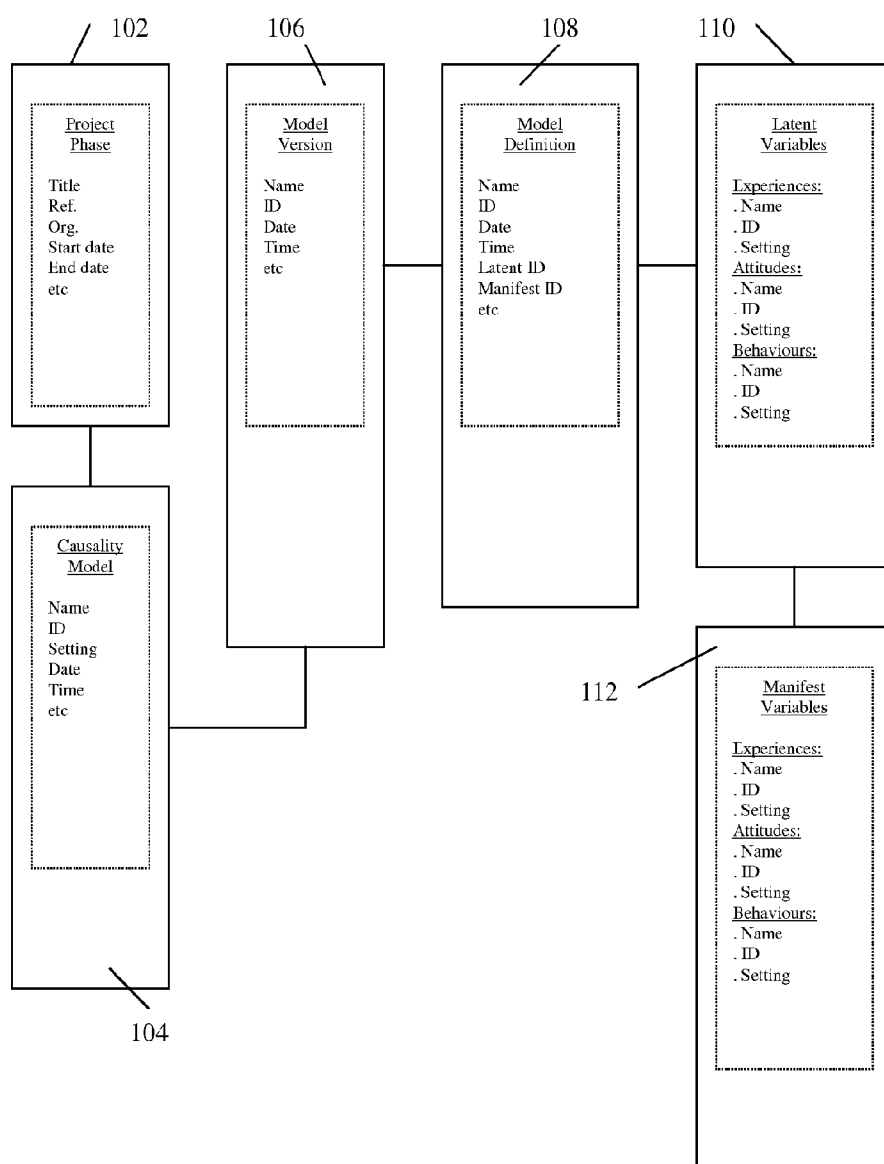 102
106
108
110
Project
Phase
Title
Ref.
Org.
Start date
End date
etc
Model
Version
Name
ID
Date
Time
etc
Model
Definition
Name
ID
Date
Time
Latent ID
Manifest ID
etc
Latent
Variables
Experiences:
. Name
. ID
. Setting
Attitudes:
. Name
. ID
. Setting
Behaviours:
. Name
. ID
. Setting
Causality
Model
Name
ID
Setting
Date
Time
etc
104
112
Manifest
Variables
Experiences:
. Name
. ID
. Setting
Attitudes:
. Name
. ID
. Setting
Behaviours:
. Name
. ID
. Setting